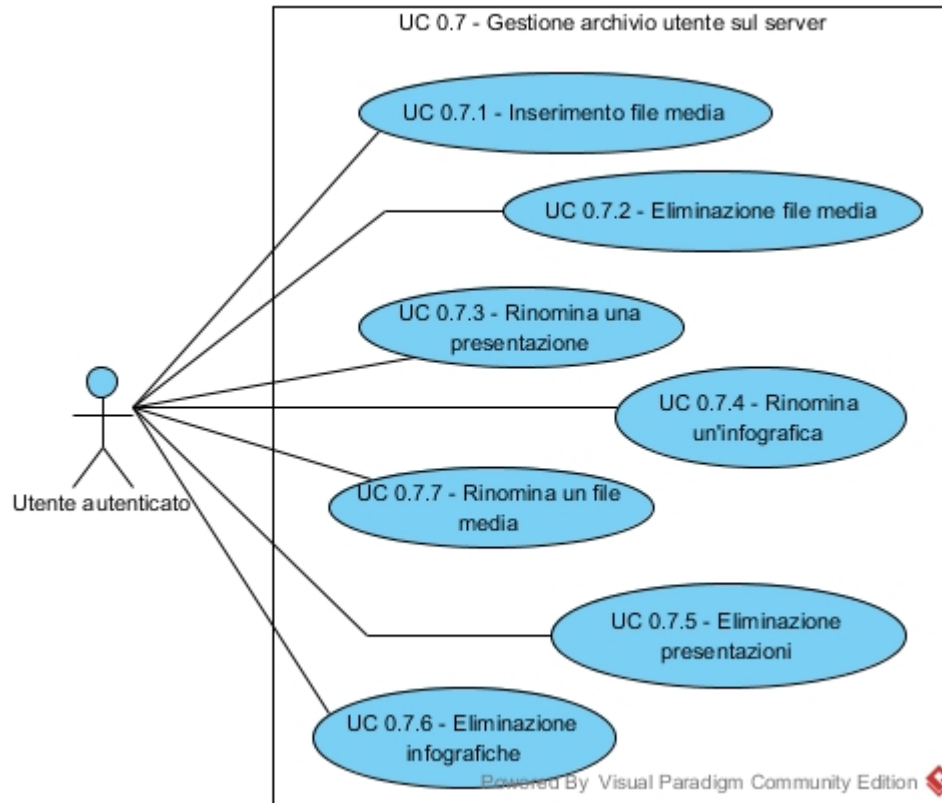 UC 0.7 - Gestione archivio utente sul server
UC 0.7.1 - Inserimento file media
UC 0.7.2 - Eliminazione file media
UC 0.7.3 - Rinomina una
presentazione
UC 0.7.4 - Rinomina
un'infografica
UC 0.7.7 - Rinomina un file
media
Utente autenticato
UC 0.7.5 - Eliminazione
presentazioni
UC 0.7.6 - Eliminazione
infografiche
Powered By Visual Paradigm Community Edition